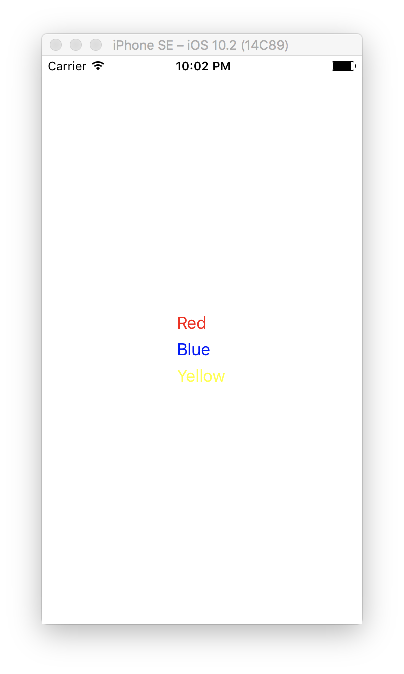 iPhone SE – iOS 10.2 (14C89)
Carrier 10:02 PM
Red
Blue
Yellow